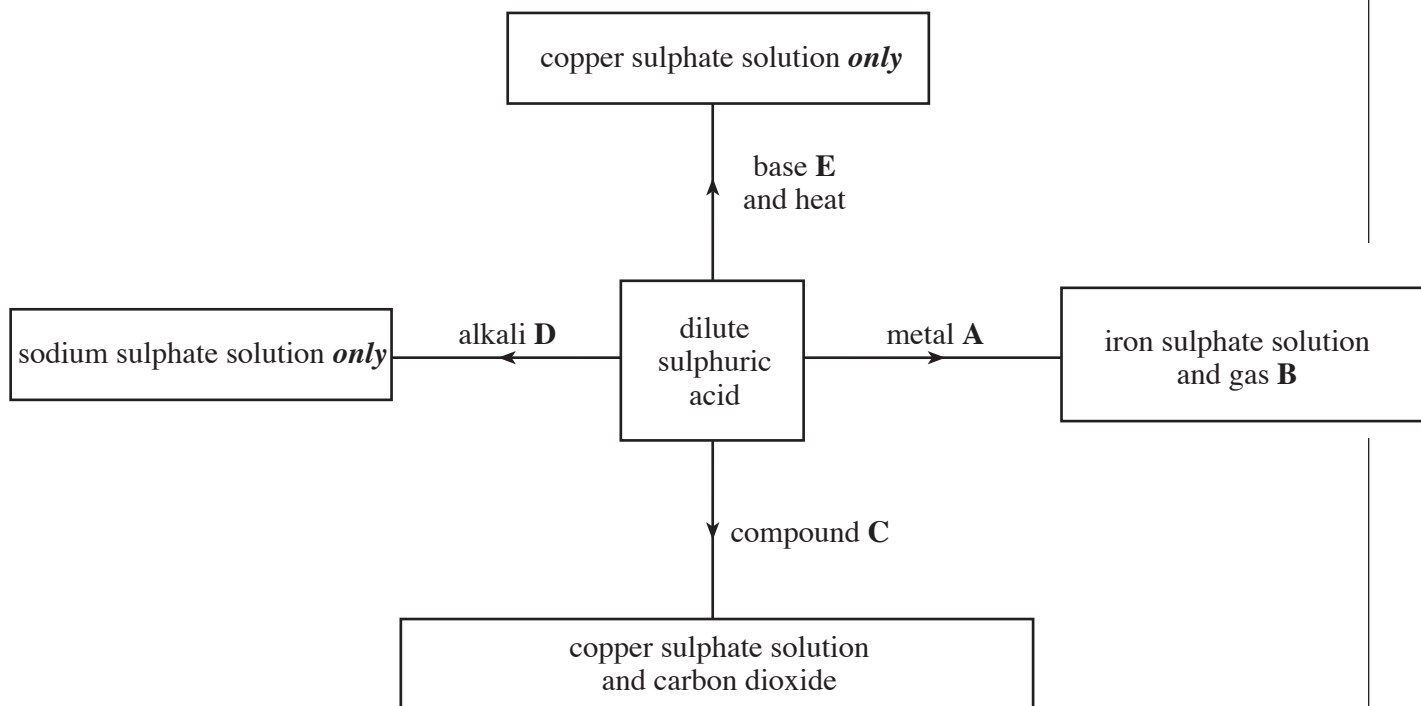 copper sulphate solution only
base E
and heat
sodium sulphate solution only
alkali D
dilute
sulphuric
acid
metal A
iron sulphate solution
and gas B
compound C
copper sulphate solution
and carbon dioxide